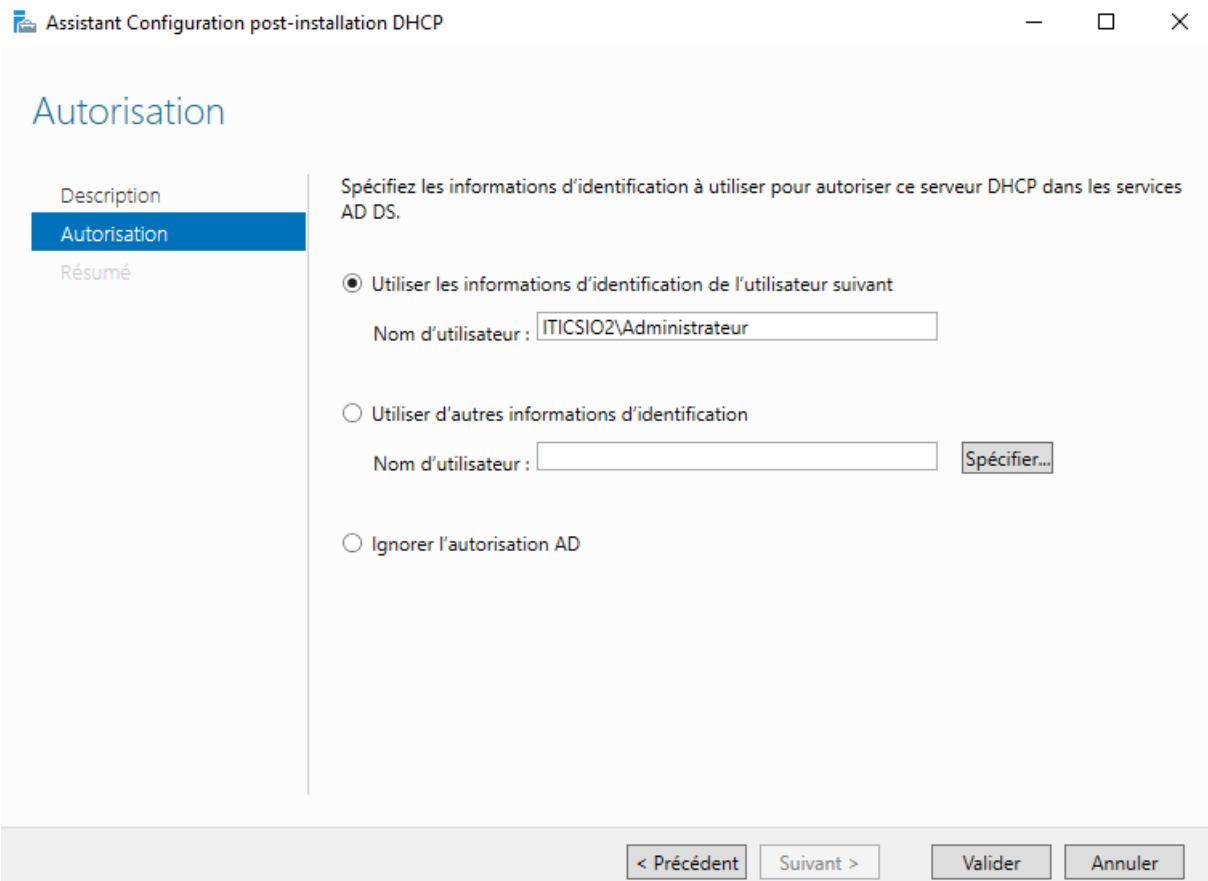 Assistant Configuration post-installation DHCP
Autorisation
Description
Autorisation
Résumé
Spécifiez les informations d’identification à utiliser pour autoriser ce serveur DHCP dans les services
AD DS.
Utiliser les informations d’identification de l’utilisateur suivant
Nom d’utilisateur : ITICSIO2\Administrateur
Utiliser d'autres informations d’identification
Nom d’utilisateur :
Spécifier...
Ignorer l’autorisation AD
< Précédent
Suivant >
Valider
Annuler